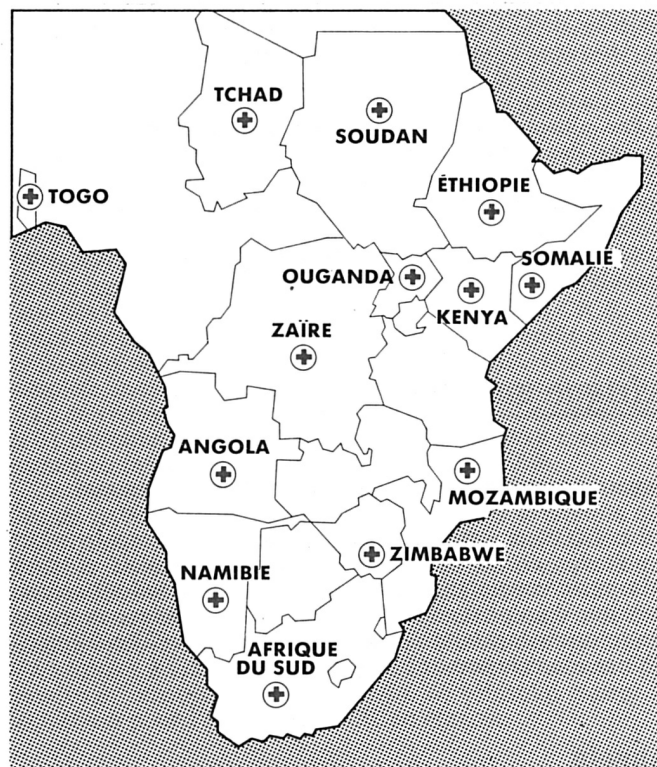 TCHAD
SOUDAN
TOGO
ÉTHIOPIE
SOMALIE
OUGANDA
KENYA
ZAÏRE
ANGOLA
MOZAMBIQUE
ZIMBABWE
NAMIBIE
AFRIQUE
DU SUD